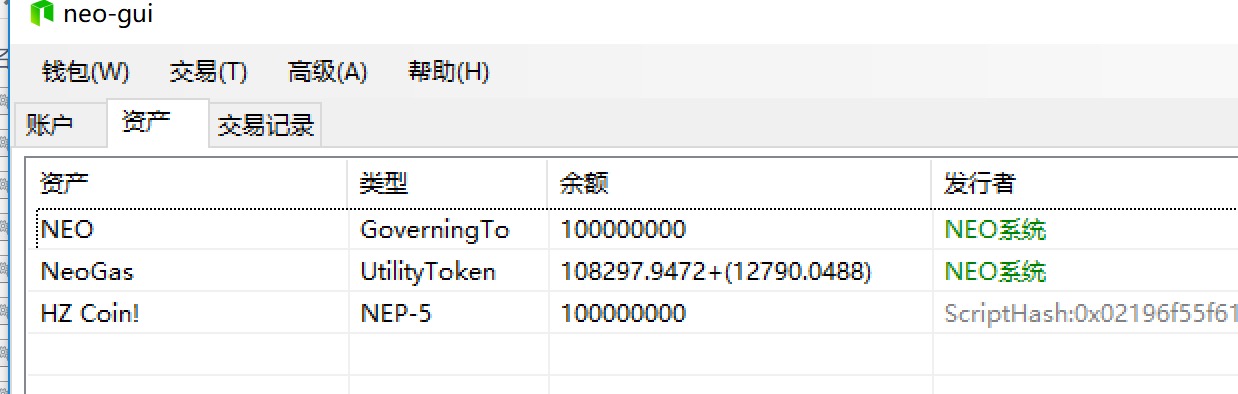 neo-gui
钱包(W) 交易(T) 高级(A) 帮助(H)
账户 资产 交易记录
资产 类型 余额 发行者
NEO GoverningTo 100000000 NEO系统
NeoGas UtilityToken 108297.9472+(12790.0488) NEO系统
HZ Coin! NEP-5 100000000 ScriptHash:0x02196f55f61